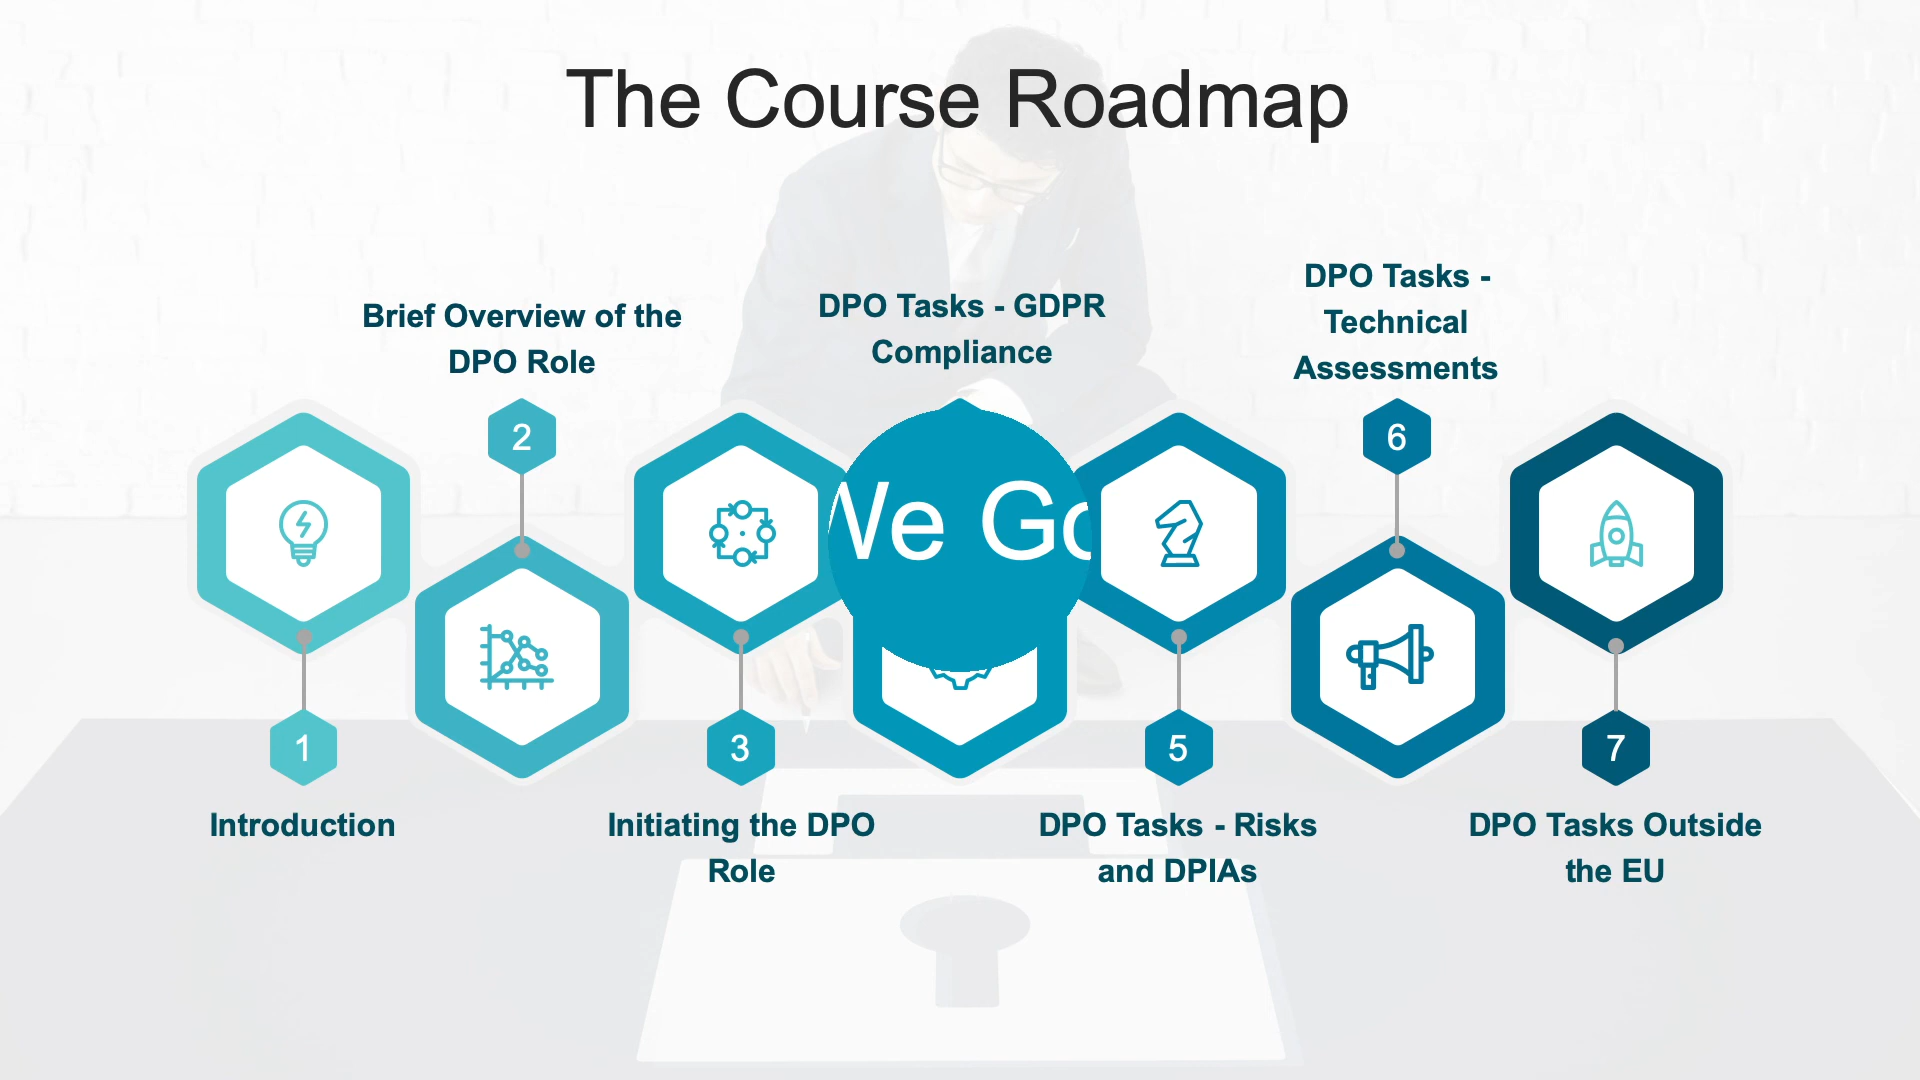 The Course Roadmap
Brief Overview of the
DPO Role
DPO Tasks - GDPR
Compliance
DPO Tasks -
Technical
Assessments
2
6
We Go
1
3
5
7
Introduction
Initiating the DPO
Role
DPO Tasks - Risks
and DPIAs
DPO Tasks Outside
the EU